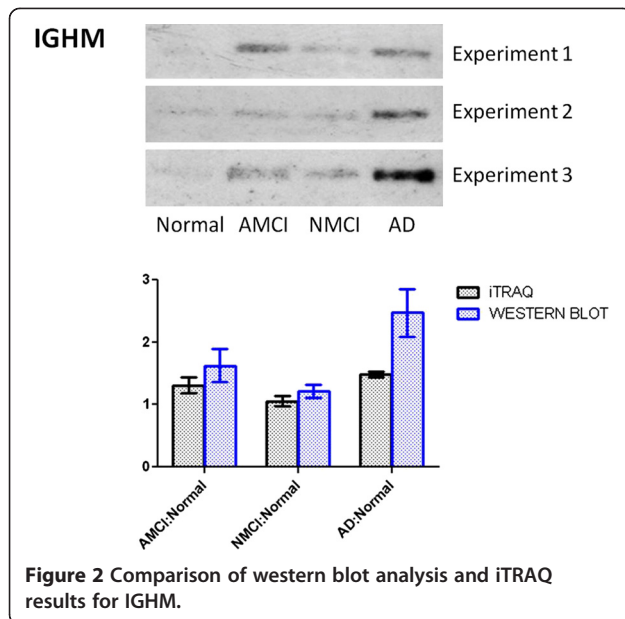 IGHM
Experiment 1
Experiment 2
Experiment 3
Normal AMCI NMCI AD
3
2
1
0
iTRAQ
WESTERN BLOT
AMCI:Normal
NMCI:Normal
AD:Normal
Figure 2 Comparison of western blot analysis and iTRAQ
results for IGHM.